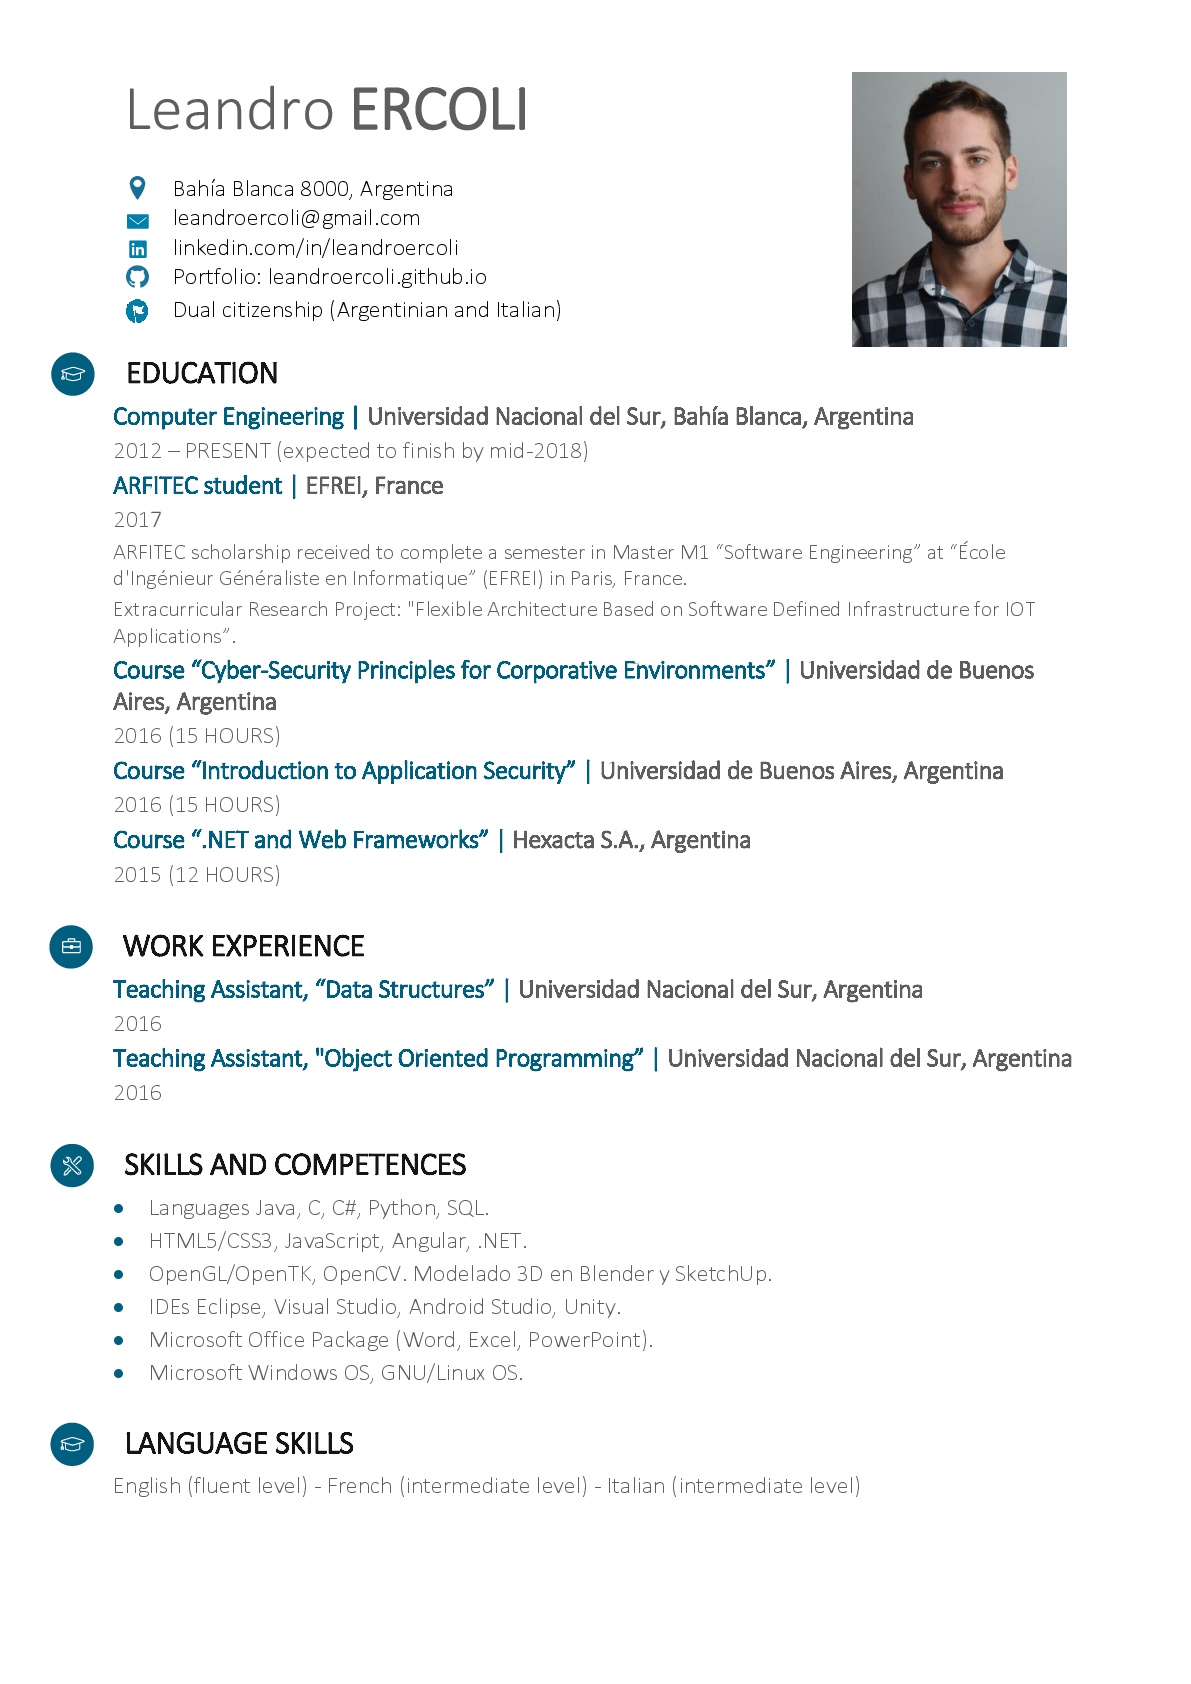 Leandro ERCOLI
Bahía Blanca 8000, Argentina
leandroercoli@gmail.com
linkedin.com/in/leandroercoli
Portfolio: leandroercoli.github.io
Dual citizenship (Argentinian and Italian)
EDUCATION
Computer Engineering | Universidad Nacional del Sur, Bahía Blanca, Argentina
2012 – PRESENT (expected to finish by mid-2018)
ARFITEC student | EFREI, France
2017
ARFITEC scholarship received to complete a semester in Master M1 “Software Engineering” at “École
d'Ingénieur Généraliste en Informatique” (EFREI) in Paris, France.
Extracurricular Research Project: "Flexible Architecture Based on Software Defined Infrastructure for IOT
Applications”.
Course “Cyber-Security Principles for Corporative Environments” | Universidad de Buenos
Aires, Argentina
2016 (15 HOURS)
Course “Introduction to Application Security” | Universidad de Buenos Aires, Argentina
2016 (15 HOURS)
Course “.NET and Web Frameworks” | Hexacta S.A., Argentina
2015 (12 HOURS)
WORK EXPERIENCE
Teaching Assistant, “Data Structures” | Universidad Nacional del Sur, Argentina
2016
Teaching Assistant, "Object Oriented Programming” | Universidad Nacional del Sur, Argentina
2016
SKILLS AND COMPETENCES
• Languages Java, C, C#, Python, SQL.
• HTML5/CSS3, JavaScript, Angular, .NET.
• OpenGL/OpenTK, OpenCV. Modelado 3D en Blender y SketchUp.
• IDEs Eclipse, Visual Studio, Android Studio, Unity.
• Microsoft Office Package (Word, Excel, PowerPoint).
• Microsoft Windows OS, GNU/Linux OS.
LANGUAGE SKILLS
English (fluent level) - French (intermediate level) - Italian (intermediate level)